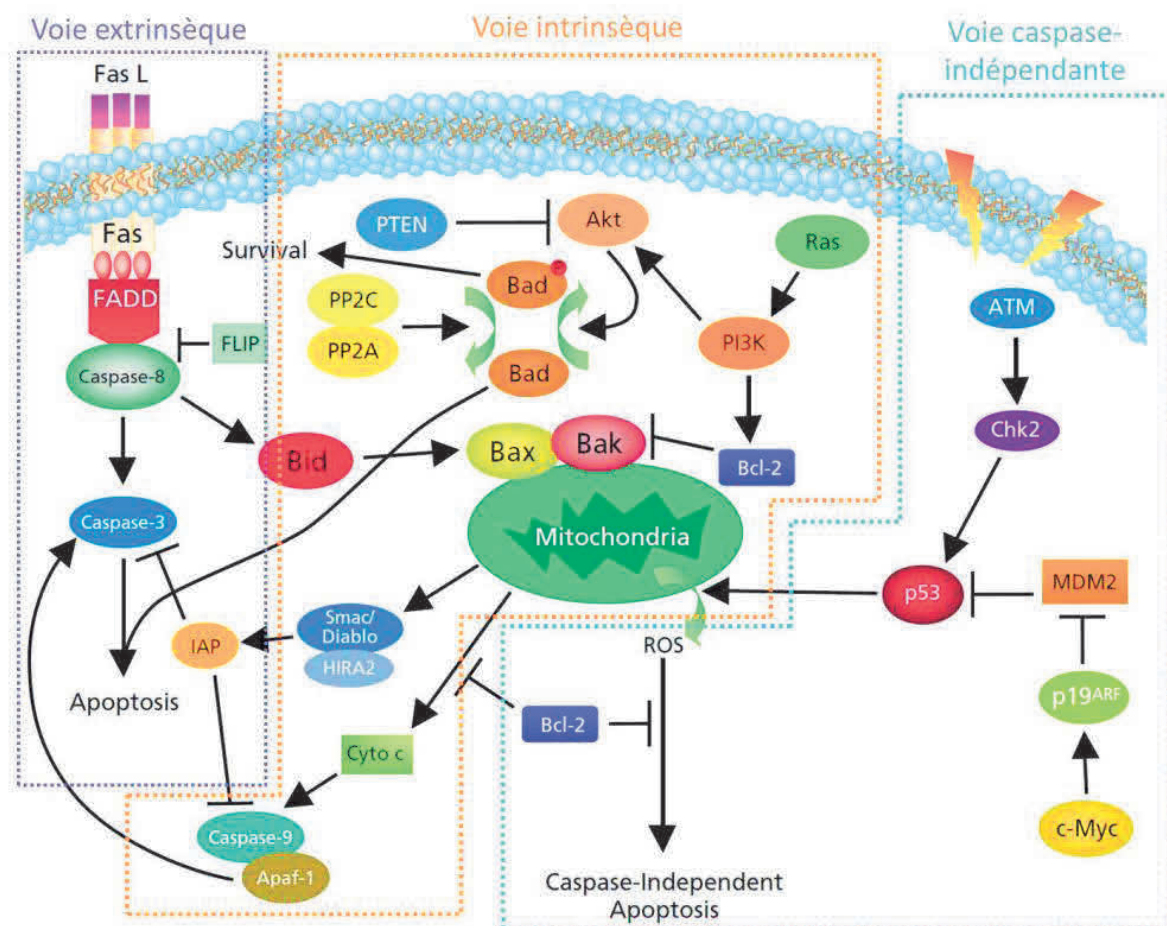 Voie extrinsèque
Voie intrinsèque
Voie caspase-
indépendante
Fas L
Fas
FADD
FLIP
Caspase-8
Caspase-3
Apoptosis
Survival
PTEN
Akt
Ras
PP2C
PP2A
Bad
P
Bad
PI3K
Bid
Bax
Bak
Bcl-2
Mitochondria
Smac/
Diablo
HIRA2
IAP
Cyto c
Caspase-9
Apaf-1
ROS
Bcl-2
Caspase-Independent
Apoptosis
ATM
Chk2
p53
MDM2
p19ARF
c-Myc